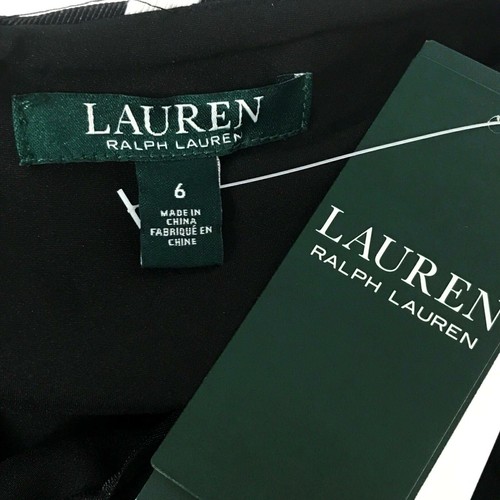 LAUREN
RALPH LAUREN
6
MADE IN
CHINA
FABRIQUÉ EN
CHINE
LAUREN
RALPH LAUREN